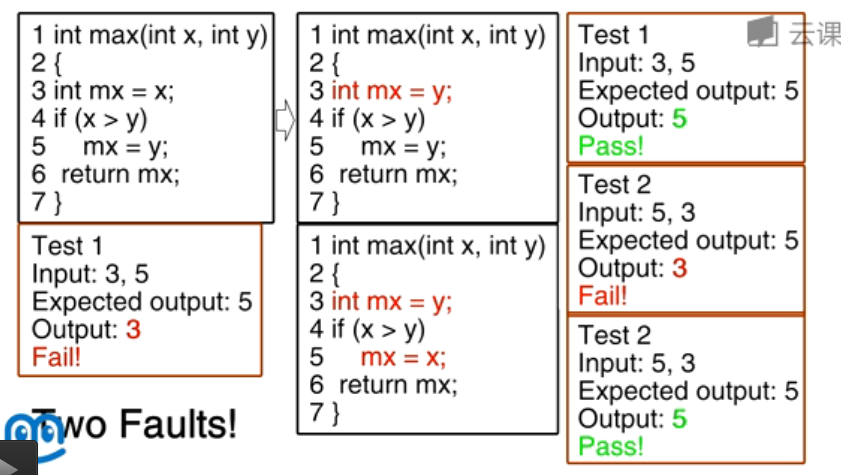 1 int max(int x, int y)
2 {
3 int mx = x;
4 if (x > y)
5 mx = y;
6 return mx;
7 }
Test 1
Input: 3, 5
Expected output: 5
Output: 3
Fail!
Two Faults!
1 int max(int x, int y)
2 {
3 int mx = y;
4 if (x > y)
5 mx = y;
6 return mx;
7 }
1 int max(int x, int y)
2 {
3 int mx = y;
4 if (x > y)
5 mx = x;
6 return mx;
7 }
Test 1
Input: 3, 5
Expected output: 5
Output: 5
Pass!
Test 2
Input: 5, 3
Expected output: 5
Output: 3
Fail!
Test 2
Input: 5, 3
Expected output: 5
Output: 5
Pass!
云课